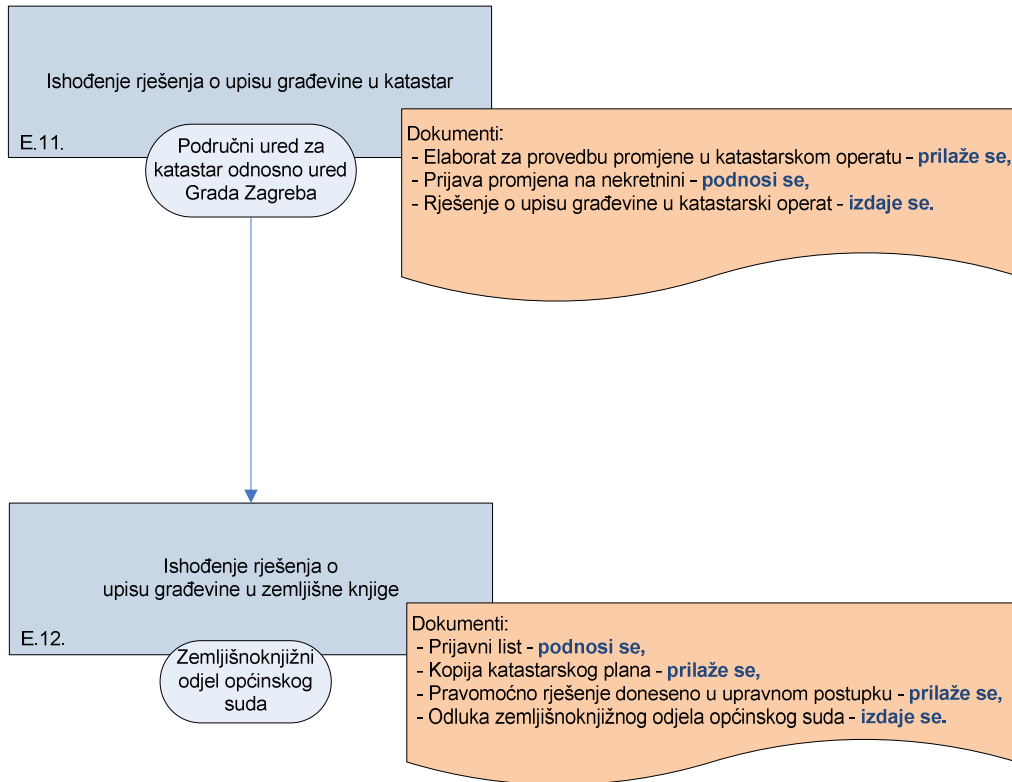 Ishođenje rješenja o upisu građevine u katastar
E.11.
Područni ured za
katastar odnosno ured
Grada Zagreba
Dokumenti:
- Elaborat za provedbu promjene u katastarskom operatu - prilaže se,
- Prijava promjena na nekretnini - podnosi se,
- Rješenje o upisu građevine u katastarski operat - izdaje se.
Ishođenje rješenja o
upisu građevine u zemljišne knjige
E.12.
Zemljišnoknjižni
odjel općinskog
suda
Dokumenti:
- Prijavni list - podnosi se,
- Kopija katastarskog plana - prilaže se,
- Pravomoćno rješenje doneseno u upravnom postupku - prilaže se,
- Odluka zemljišnoknjižnog odjela općinskog suda - izdaje se.